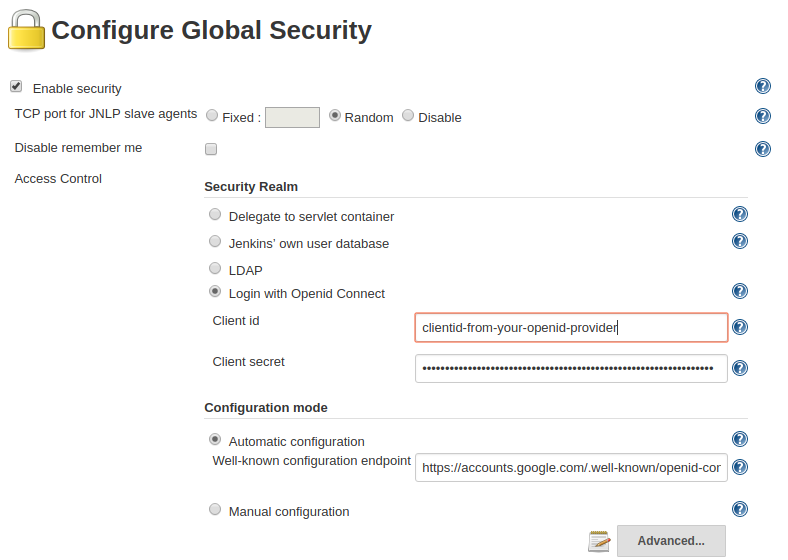 Configure Global Security
Enable security
TCP port for JNLP slave agents Fixed : Random Disable
Disable remember me
Access Control
Security Realm
Delegate to servlet container
Jenkins’ own user database
LDAP
Login with Openid Connect
Client id clientid-from-your-openid-provider
Client secret ••••••••••••••••••••••••••••••••••••••••••••••••••••••••••••••••
Configuration mode
Automatic configuration
Well-known configuration endpoint https://accounts.google.com/.well-known/openid-con
Manual configuration
Advanced...